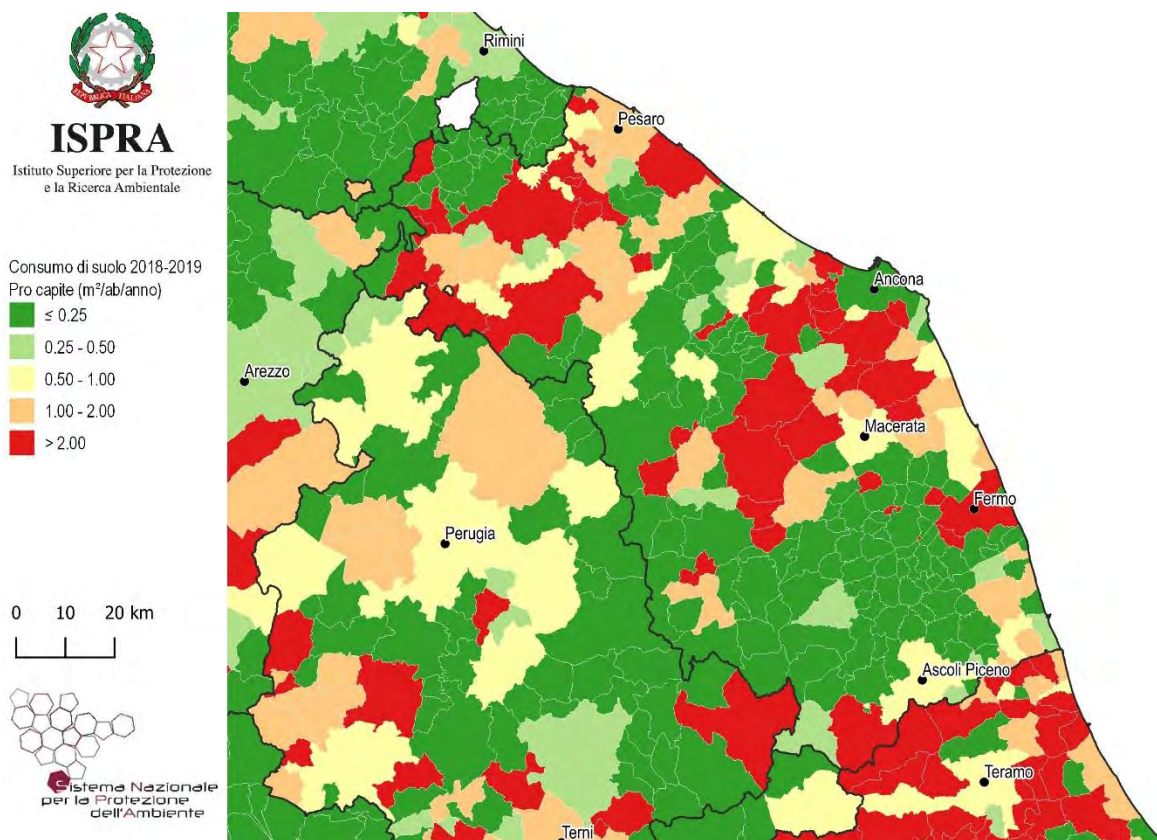 REPVBBLICA ITALIANA
ISPRA
Istituto Superiore per la Protezione
e la Ricerca Ambientale
Consumo di suolo 2018-2019
Pro capite (m²/ab/anno)
≤ 0.25
0.25 - 0.50
0.50 - 1.00
1.00 - 2.00
> 2.00
0 10 20 km
Sistema Nazionale
per la Protezione
dell'Ambiente
Rimini
Pesaro
Ancona
Arezzo
Macerata
Fermo
Perugia
Ascoli Piceno
Teramo
Terni